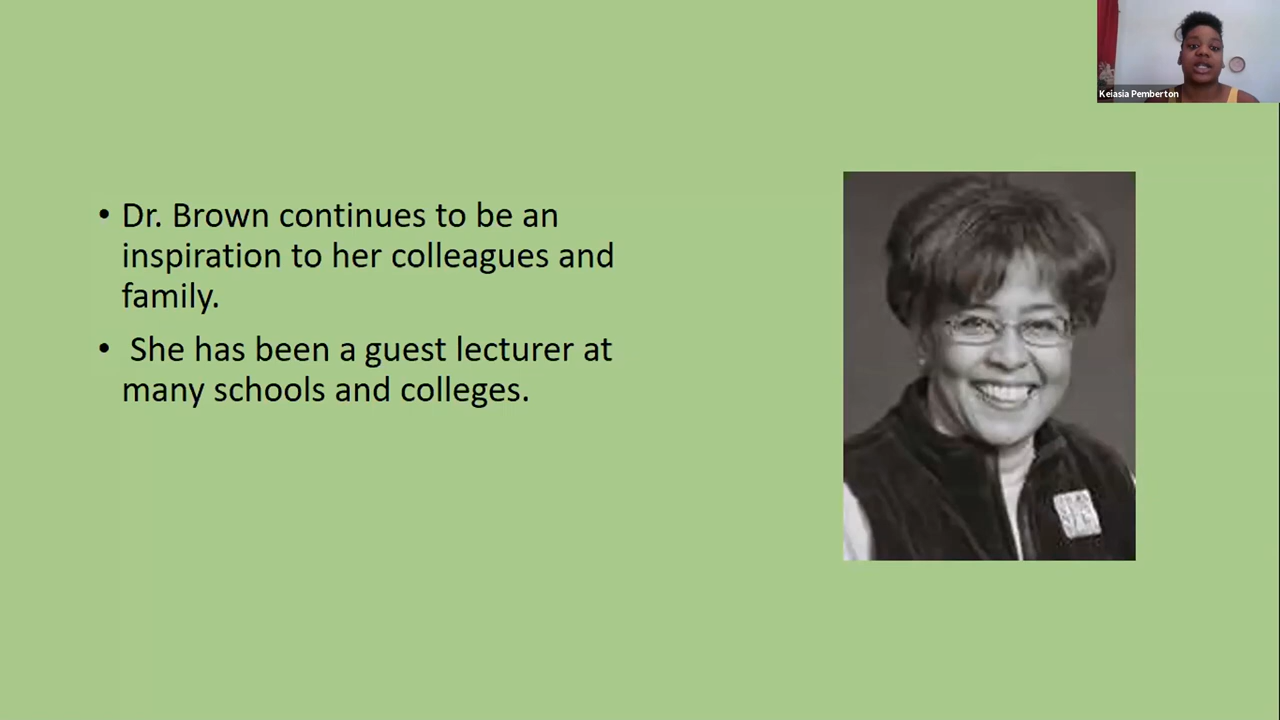 Keiasia Pemberton
• Dr. Brown continues to be an
inspiration to her colleagues and
family.
• She has been a guest lecturer at
many schools and colleges.